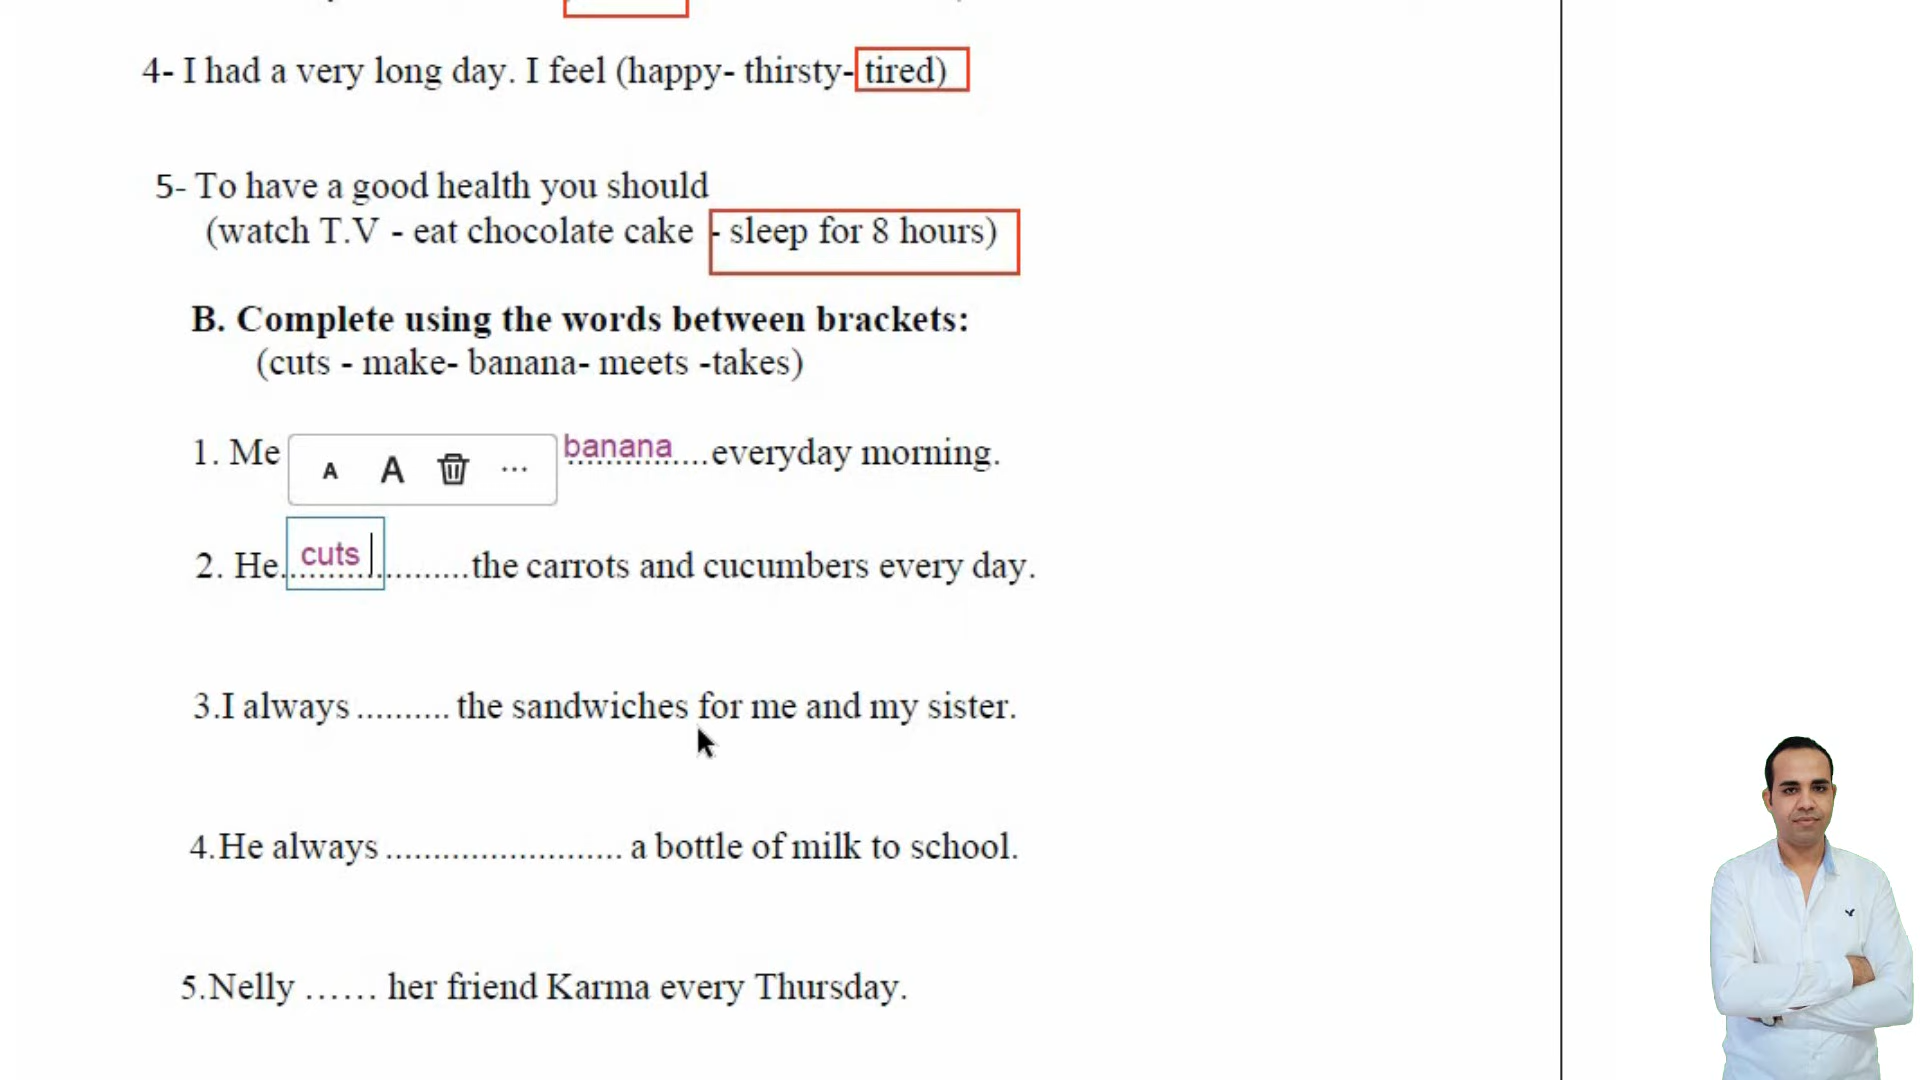 4- I had a very long day. I feel (happy- thirsty- tired)
5- To have a good health you should
(watch T.V - eat chocolate cake - sleep for 8 hours)
B. Complete using the words between brackets:
(cuts - make- banana- meets -takes)
1. Me banana..............everyday morning.
A A ...
2. He cuts ....................the carrots and cucumbers every day.
3.I always .......... the sandwiches for me and my sister.
4.He always ......................... a bottle of milk to school.
5.Nelly ...... her friend Karma every Thursday.